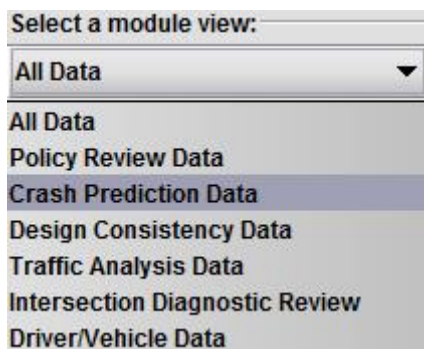 Select a module view:
All Data
All Data
Policy Review Data
Crash Prediction Data
Design Consistency Data
Traffic Analysis Data
Intersection Diagnostic Review
Driver/Vehicle Data